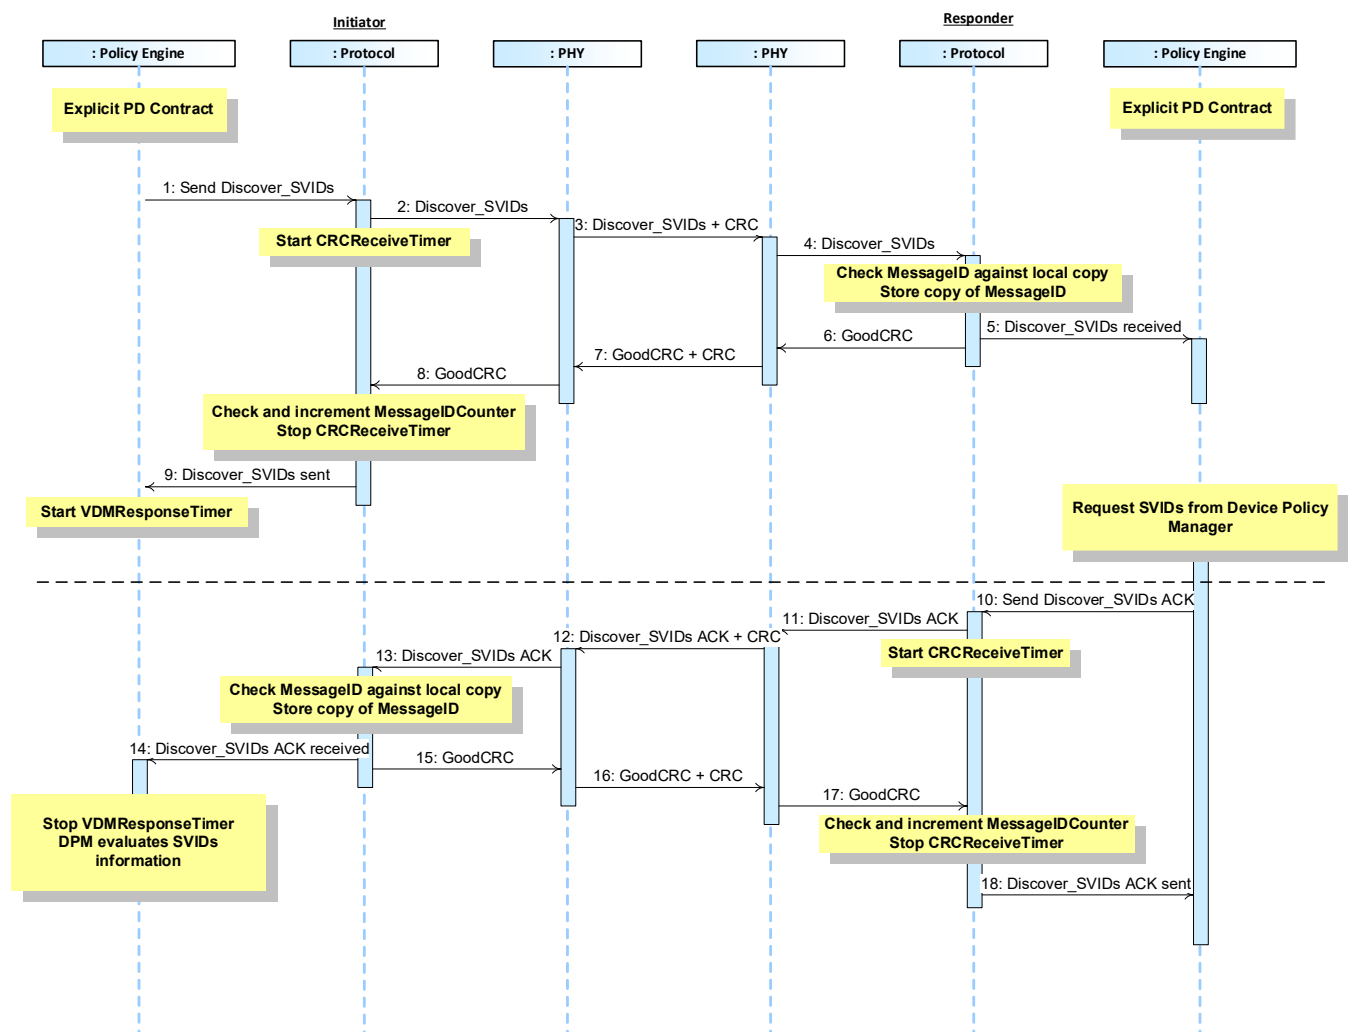 Initiator
Responder
: Policy Engine
: Protocol
: PHY
: PHY
: Protocol
: Policy Engine
Explicit PD Contract
Explicit PD Contract
1: Send Discover_SVIDs
2: Discover_SVIDs
3: Discover_SVIDs + CRC
Start CRCReceiveTimer
4: Discover_SVIDs
Check MessageID against local copy
Store copy of MessageID
5: Discover_SVIDs received
6: GoodCRC
7: GoodCRC + CRC
8: GoodCRC
Check and increment MessageIDCounter
Stop CRCReceiveTimer
9: Discover_SVIDs sent
Start VDMResponseTimer
Request SVIDs from Device Policy
Manager
10: Send Discover_SVIDs ACK
11: Discover_SVIDs ACK
12: Discover_SVIDs ACK + CRC
Start CRCReceiveTimer
13: Discover_SVIDs ACK
Check MessageID against local copy
Store copy of MessageID
14: Discover_SVIDs ACK received
15: GoodCRC
16: GoodCRC + CRC
17: GoodCRC
Stop VDMResponseTimer
DPM evaluates SVIDs
information
Check and increment MessageIDCounter
Stop CRCReceiveTimer
18: Discover_SVIDs ACK sent